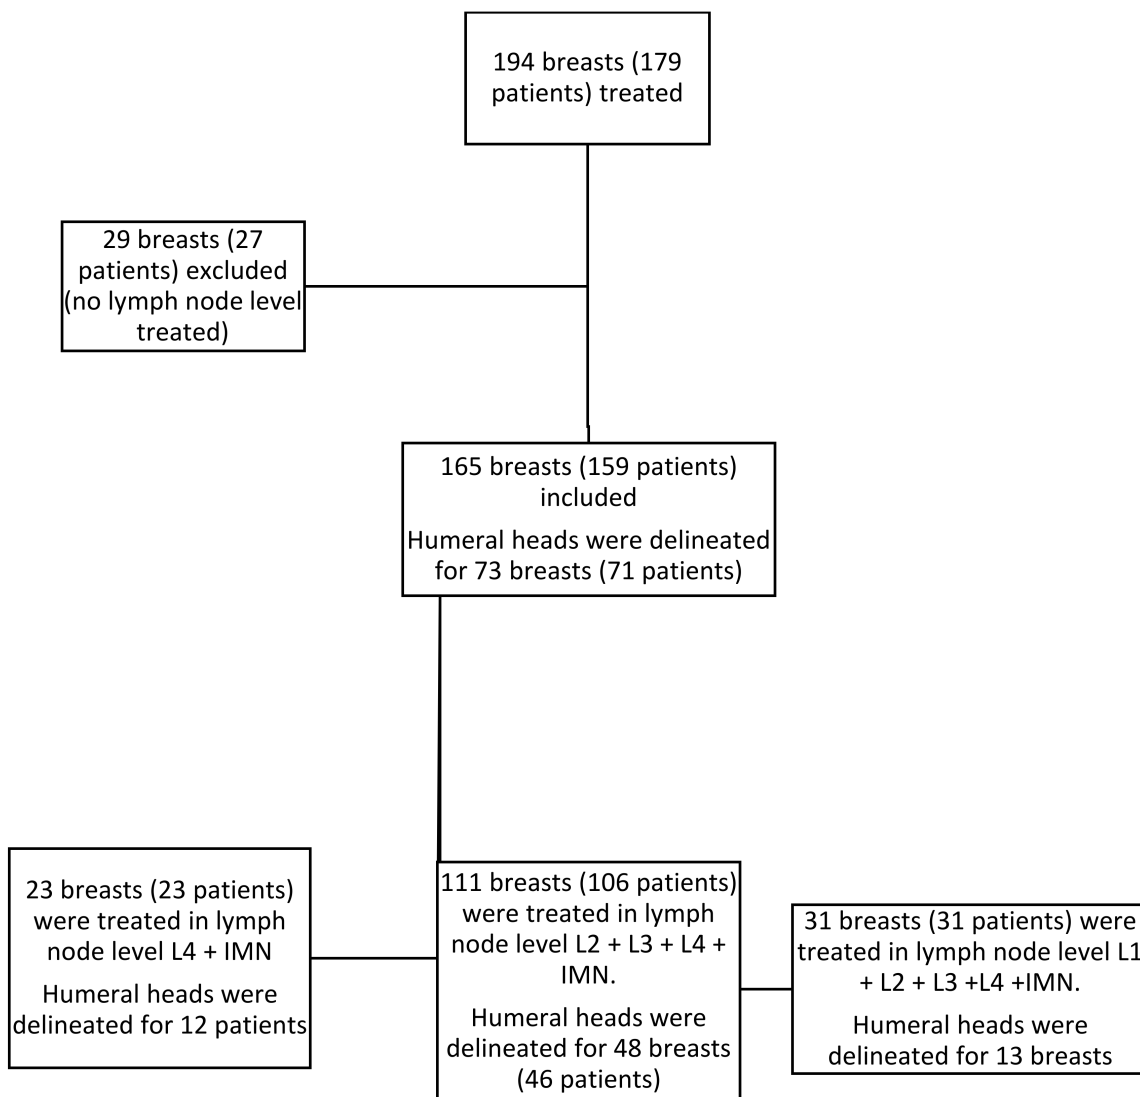 194 breasts (179
patients) treated
29 breasts (27
patients) excluded
(no lymph node level
treated)
165 breasts (159 patients)
included
Humeral heads were delineated
for 73 breasts (71 patients)
23 breasts (23 patients)
were treated in lymph
node level L4 + IMN
Humeral heads were
delineated for 12 patients
111 breasts (106 patients)
were treated in lymph
node level L2 + L3 + L4 +
IMN.
Humeral heads were
delineated for 48 breasts
(46 patients)
31 breasts (31 patients) were
treated in lymph node level L1
+ L2 + L3 +L4 +IMN.
Humeral heads were
delineated for 13 breasts